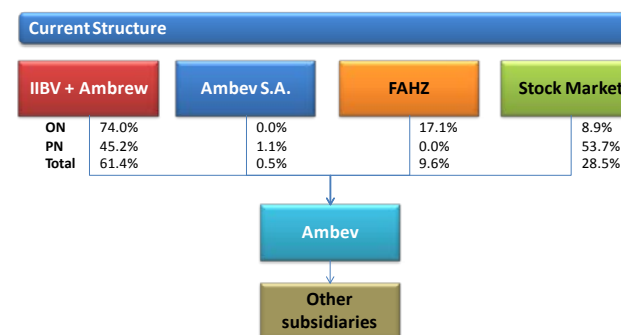 Current Structure
IIBV + Ambrew
Ambev S.A.
FAHZ
Stock Market
ON 74.0% 0.0% 17.1% 8.9%
PN 45.2% 1.1% 0.0% 53.7%
Total 61.4% 0.5% 9.6% 28.5%
Ambev
Other
subsidiaries